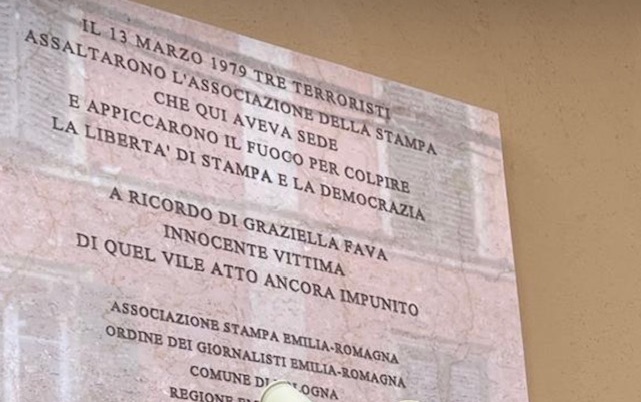 IL 13 MARZO 1979 TRE TERRORISTI
ASSALTARONO L'ASSOCIAZIONE DELLA STAMPA
CHE QUI AVEVA SEDE
E APPICCARONO IL FUOCO PER COLPIRE
LA LIBERTA' DI STAMPA E LA DEMOCRAZIA
A RICORDO DI GRAZIELLA FAVA
INNOCENTE VITTIMA
DI QUEL VILE ATTO ANCORA IMPUNITO
ASSOCIAZIONE STAMPA EMILIA-ROMAGNA
ORDINE DEI GIORNALISTI EMILIA-ROMAGNA
COMUNE DI
REGIONE